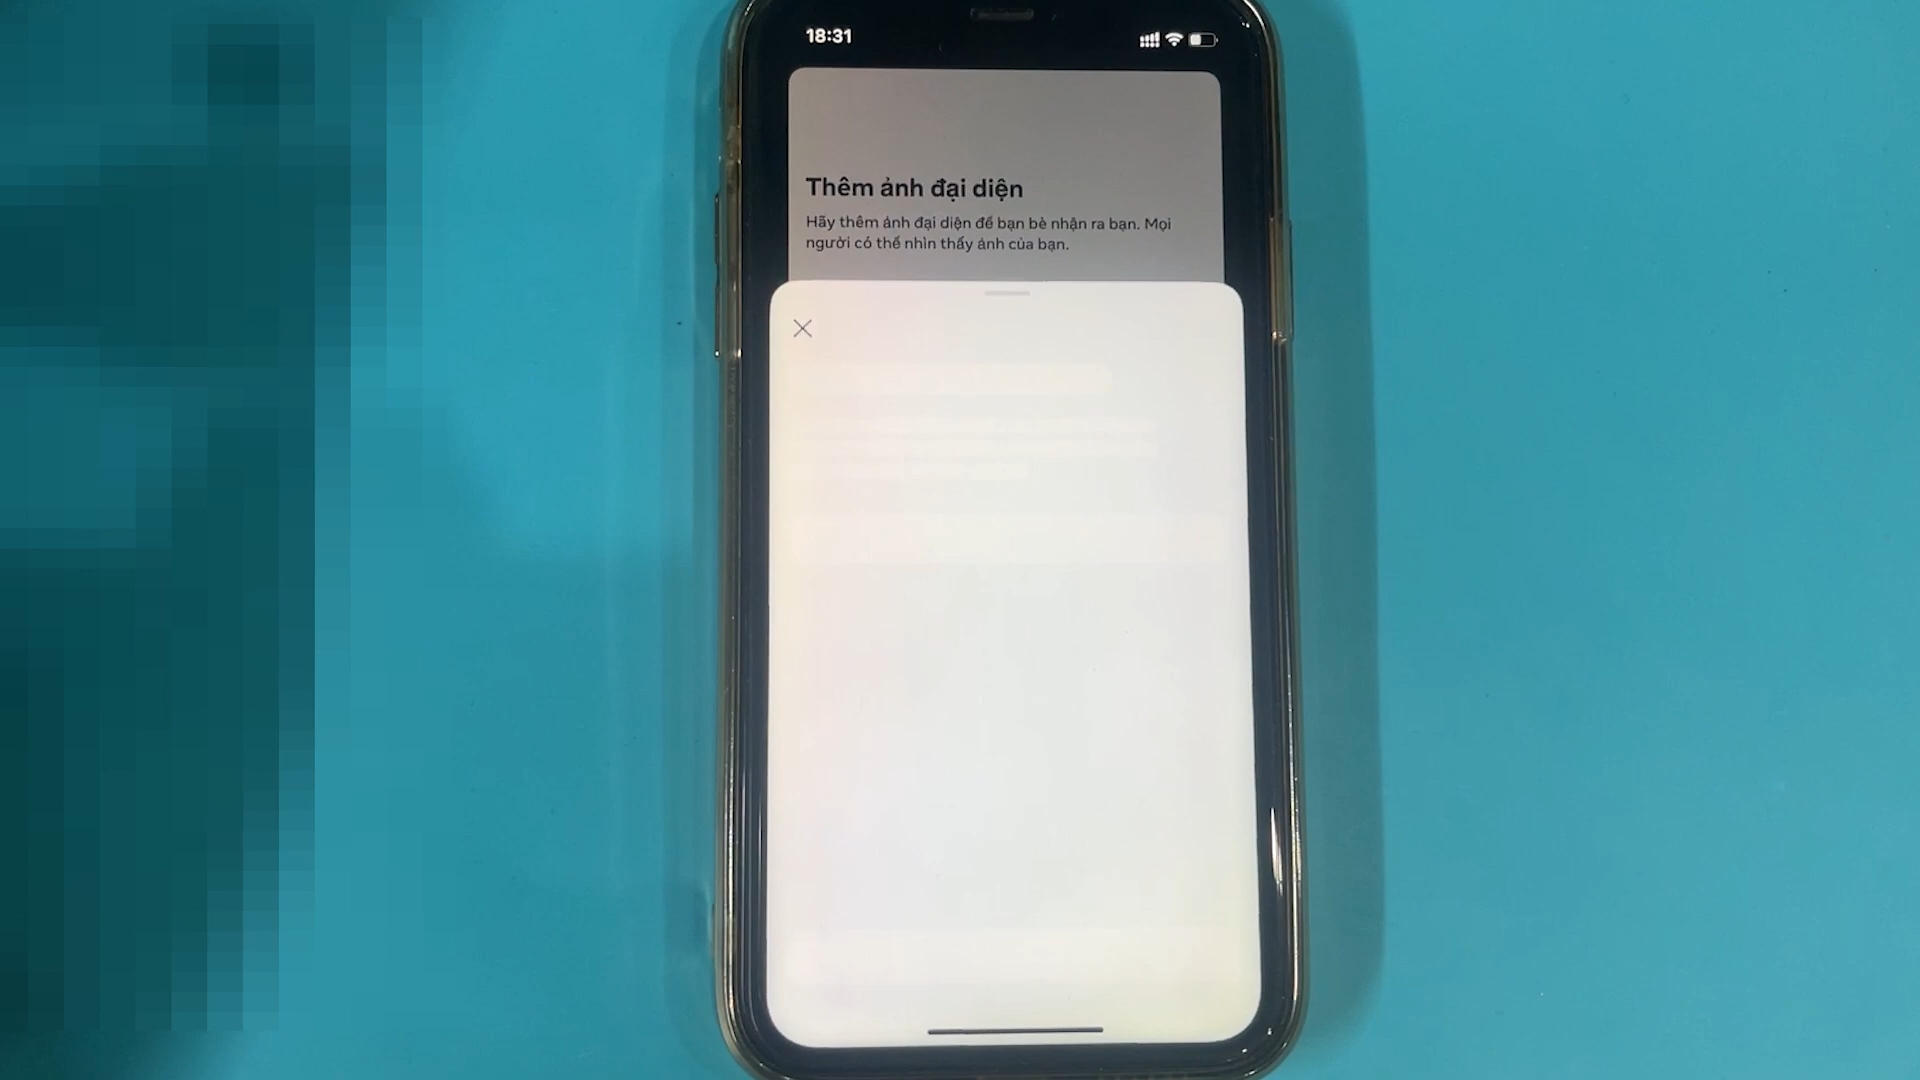 18:31
Thêm ảnh đại diện
Hãy thêm ảnh đại diện để bạn bè nhận ra bạn. Mọi
người có thể nhìn thấy ảnh của bạn.